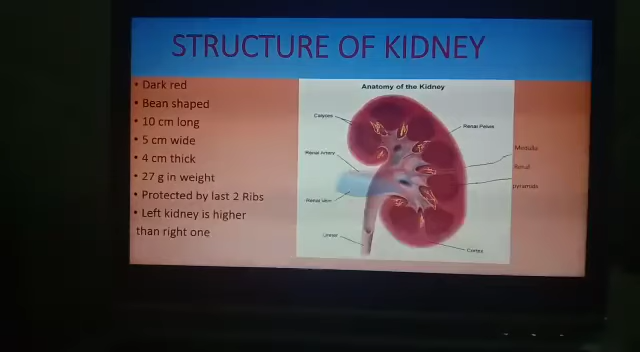 STRUCTURE OF KIDNEY
• Dark red
• Bean shaped
• 10 cm long
• 5 cm wide
• 4 cm thick
• 27 g in weight
• Protected by last 2 Ribs
• Left kidney is higher
than right one
Anatomy of the Kidney
Calyces
Renal Pelvis
Renal Artery
Medulla
Renal
pyramids
Renal Vein
Ureter
Cortex